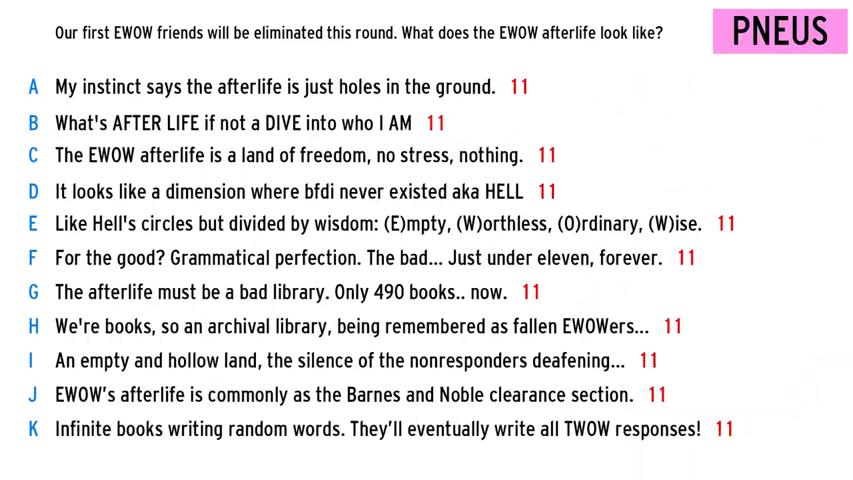 Our first EWOW friends will be eliminated this round. What does the EWOW afterlife look like?
PNEUS
A My instinct says the afterlife is just holes in the ground. 11
B What's AFTER LIFE if not a DIVE into who I AM 11
C The EWOW afterlife is a land of freedom, no stress, nothing. 11
D It looks like a dimension where bfdi never existed aka HELL 11
E Like Hell's circles but divided by wisdom: (E)mpty, (W)orthless, (O)rdinary, (W)ise. 11
F For the good? Grammatical perfection. The bad... Just under eleven, forever. 11
G The afterlife must be a bad library. Only 490 books.. now. 11
H We're books, so an archival library, being remembered as fallen EWOWers... 11
I An empty and hollow land, the silence of the nonresponders deafening... 11
J EWOW’s afterlife is commonly as the Barnes and Noble clearance section. 11
K Infinite books writing random words. They’ll eventually write all TWOW responses! 11